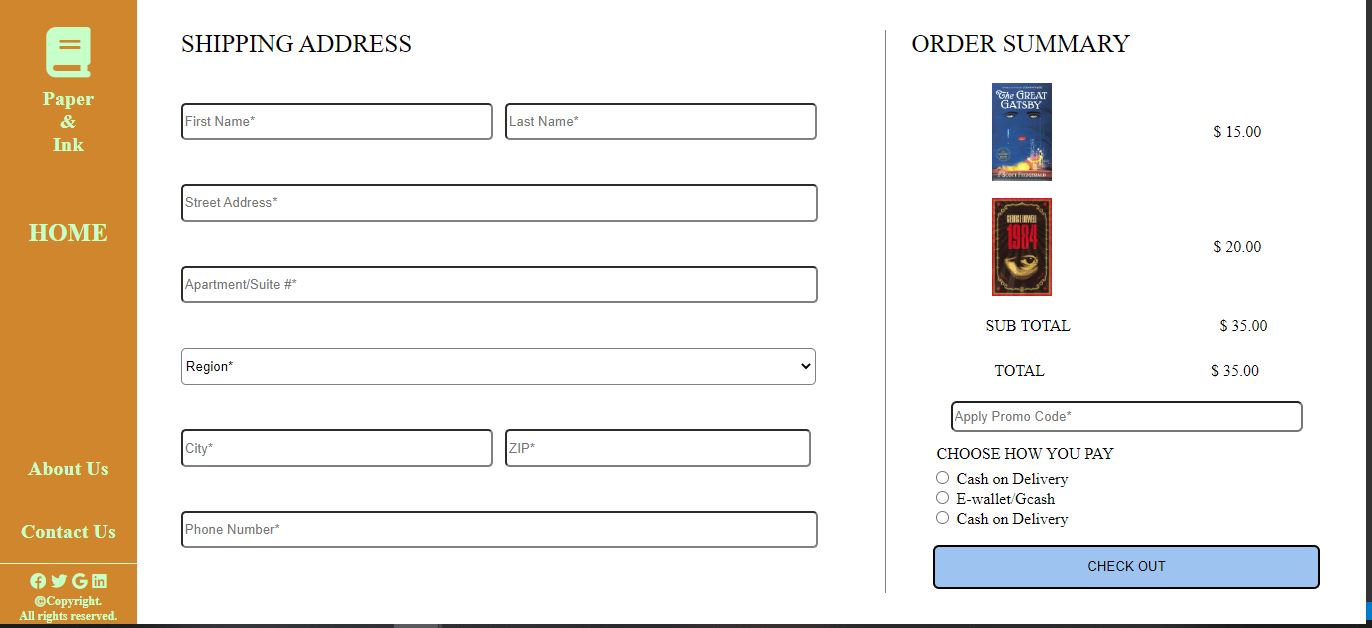 Paper
&
Ink
HOME
About Us
Contact Us
©Copyright.
All rights reserved.
SHIPPING ADDRESS
First Name*
Last Name*
Street Address*
Apartment/Suite #*
Region*
City*
ZIP*
Phone Number*
ORDER SUMMARY
The GREAT
GATSBY
F. SCOTT FITZGERALD
$ 15.00
GEORGE ORWELL
1984
$ 20.00
SUB TOTAL $ 35.00
TOTAL $ 35.00
Apply Promo Code*
CHOOSE HOW YOU PAY
Cash on Delivery
E-wallet/Gcash
Cash on Delivery
CHECK OUT